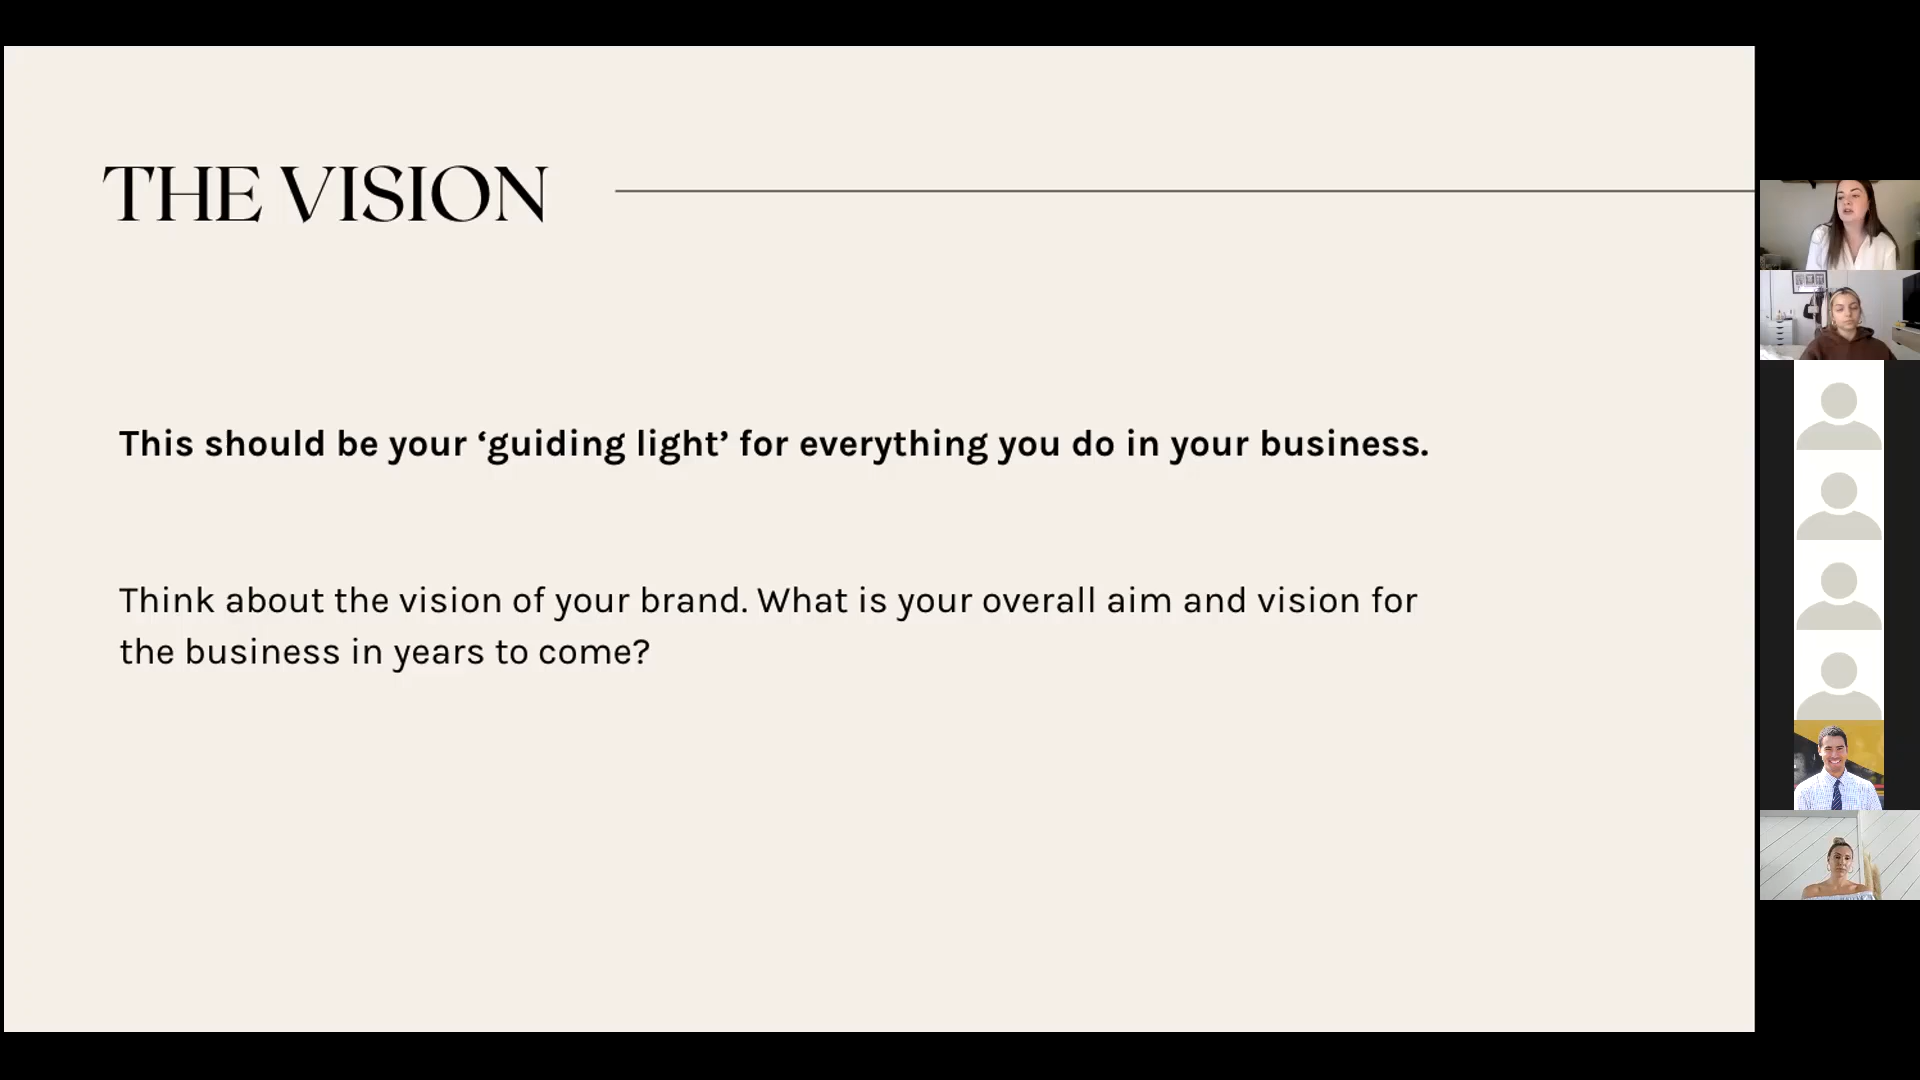 THE VISION
This should be your ‘guiding light’ for everything you do in your business.
Think about the vision of your brand. What is your overall aim and vision for
the business in years to come?